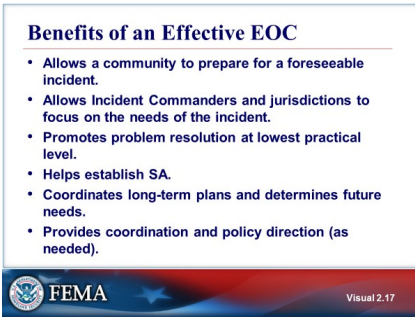 Benefits of an Effective EOC
• Allows a community to prepare for a foreseeable
incident.
• Allows Incident Commanders and jurisdictions to
focus on the needs of the incident.
• Promotes problem resolution at lowest practical
level.
• Helps establish SA.
• Coordinates long-term plans and determines future
needs.
• Provides coordination and policy direction (as
needed).
FEMA
Visual 2.17